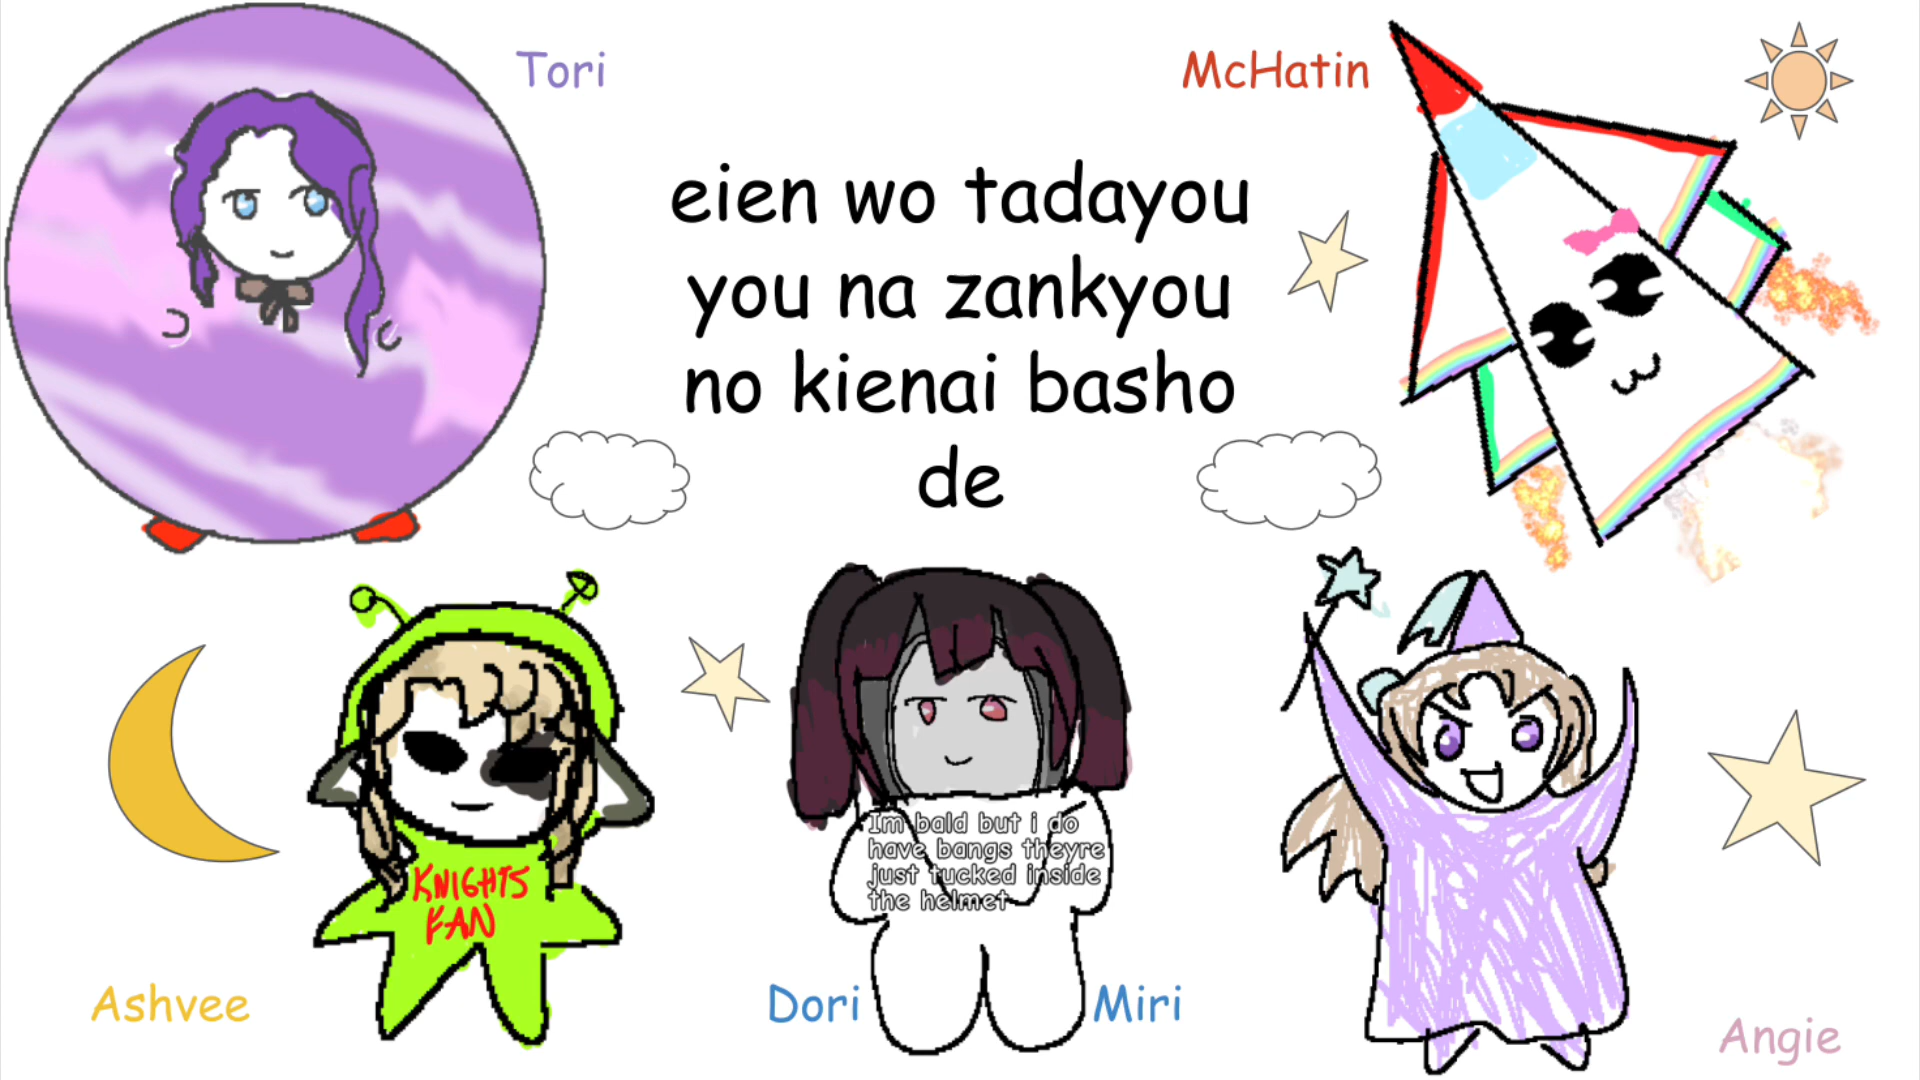 Tori
McHatin
eien wo tadayou
you na zankyou
no kienai basho
de
KNIGHTS
FAN
Im bald but i do
have bangs theyre
just tucked inside
the helmet
Ashvee
Dori
Miri
Angie